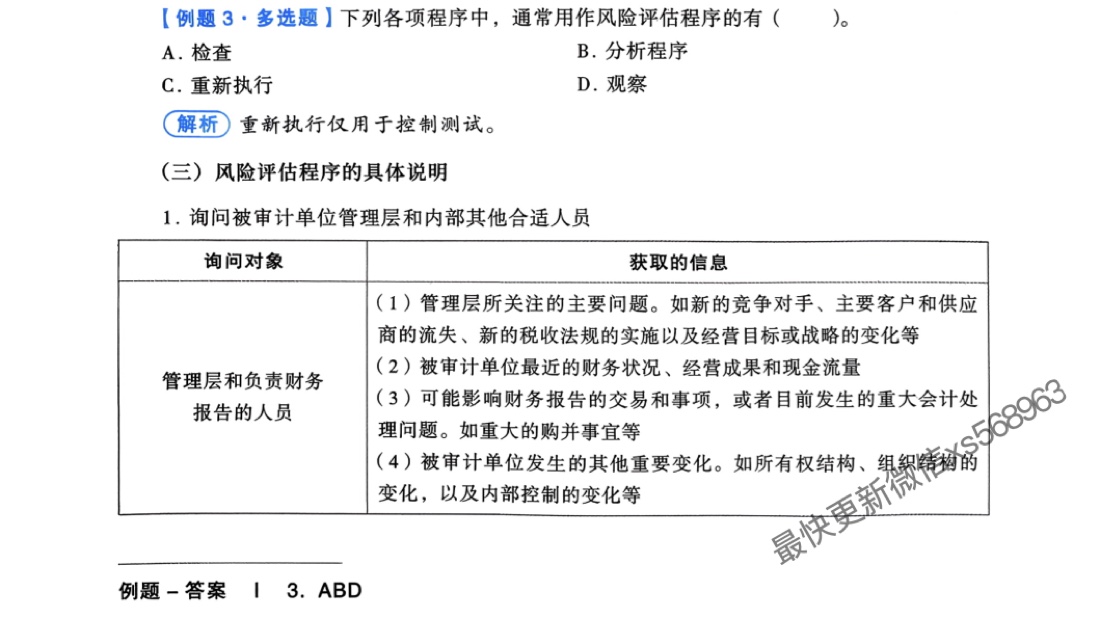 【例题 3·多选题】下列各项程序中，通常用作风险评估程序的有（　　）。
A. 检查　　B. 分析程序
C. 重新执行　　D. 观察
解析 重新执行仅用于控制测试。
（三）风险评估程序的具体说明
1. 询问被审计单位管理层和内部其他合适人员
询问对象　　获取的信息
管理层和负责财务
报告的人员
（1）管理层所关注的主要问题。如新的竞争对手、主要客户和供应
商的流失、新的税收法规的实施以及经营目标或战略的变化等
（2）被审计单位最近的财务状况、经营成果和现金流量
（3）可能影响财务报告的交易和事项，或者目前发生的重大会计处
理问题。如重大的购并事宜等
（4）被审计单位发生的其他重要变化。如所有权结构、组织结构的
变化，以及内部控制的变化等
最快更新微信xs568963
例题－答案　|　3. ABD